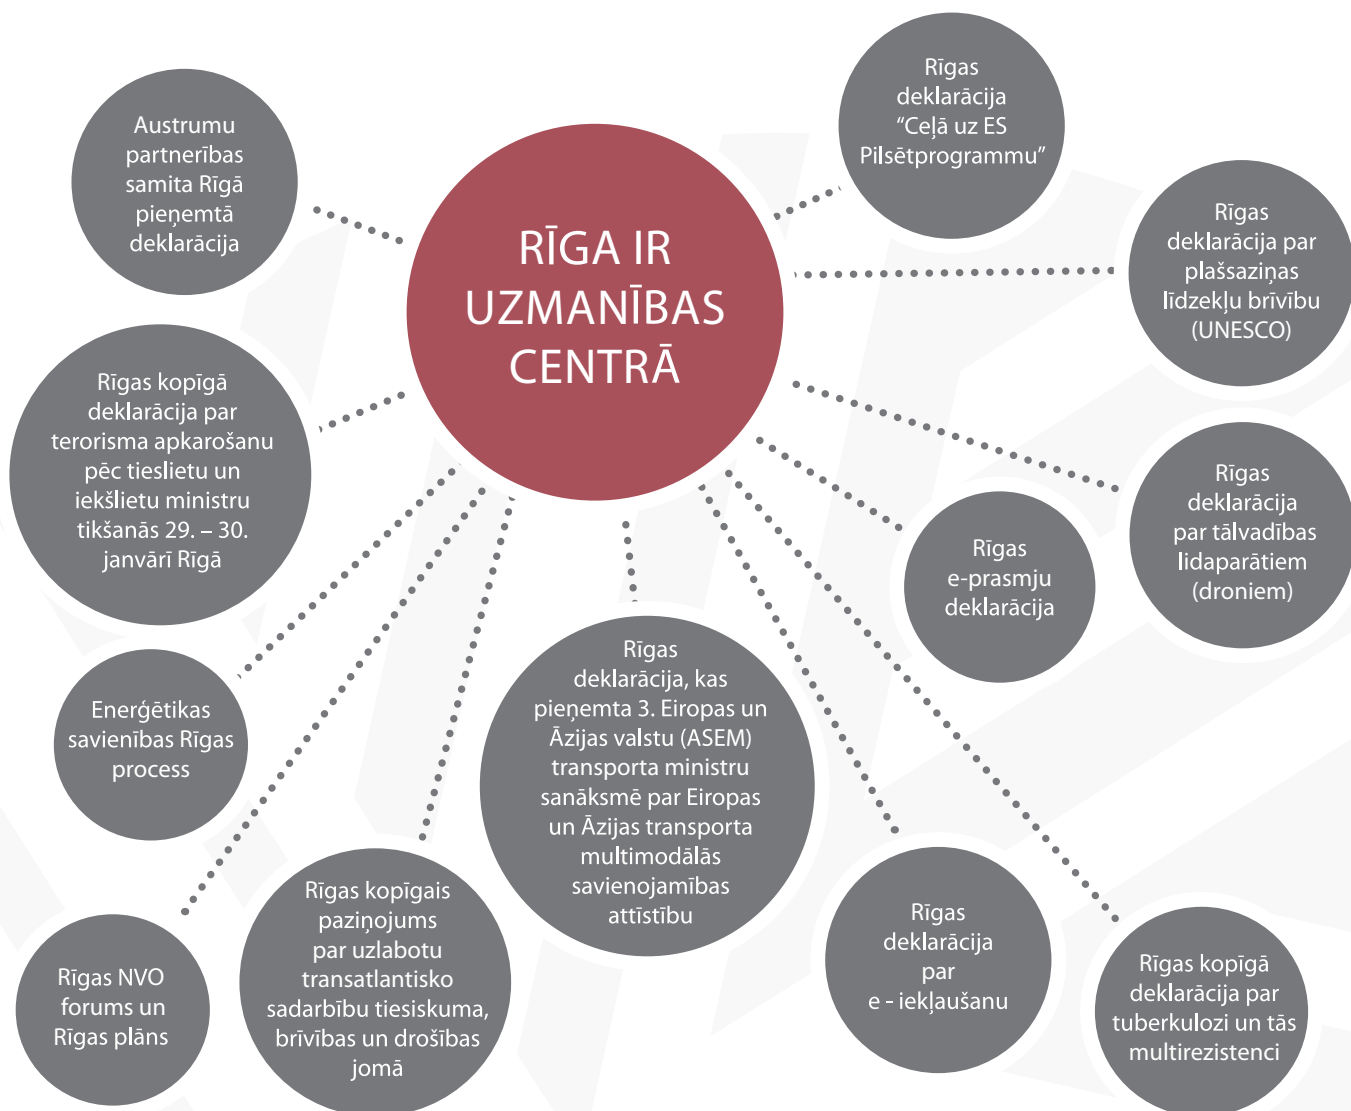 RĪGA IR
UZMANĪBAS
CENTRĀ
Austrumu
partnerības
samita Rīgā
pieņemtā
deklarācija
Rīgas
deklarācija
“Ceļā uz ES
Pilsētprogrammu”
Rīgas
deklarācija par
plašsaziņas
līdzekļu brīvību
(UNESCO)
Rīgas kopīgā
deklarācija par
terorisma apkarošanu
pēc tieslietu un
iekšlietu ministru
tikšanās 29. – 30.
janvārī Rīgā
Rīgas
deklarācija
par tālvadības
lidaparātiem
(droniem)
Rīgas
e-prasmju
deklarācija
Enerģētikas
savienības Rīgas
process
Rīgas
deklarācija, kas
pieņemta 3. Eiropas un
Āzijas valstu (ASEM)
transporta ministru
sanāksmē par Eiropas
un Āzijas transporta
multimodālās
savienojamības
attīstību
Rīgas NVO
forums un
Rīgas plāns
Rīgas kopīgais
paziņojums
par uzlabotu
transatlantisko
sadarbību tiesiskuma,
brīvības un drošības
jomā
Rīgas
deklarācija
par
e - iekļaušanu
Rīgas kopīgā
deklarācija par
tuberkulozi un tās
multirezistenci